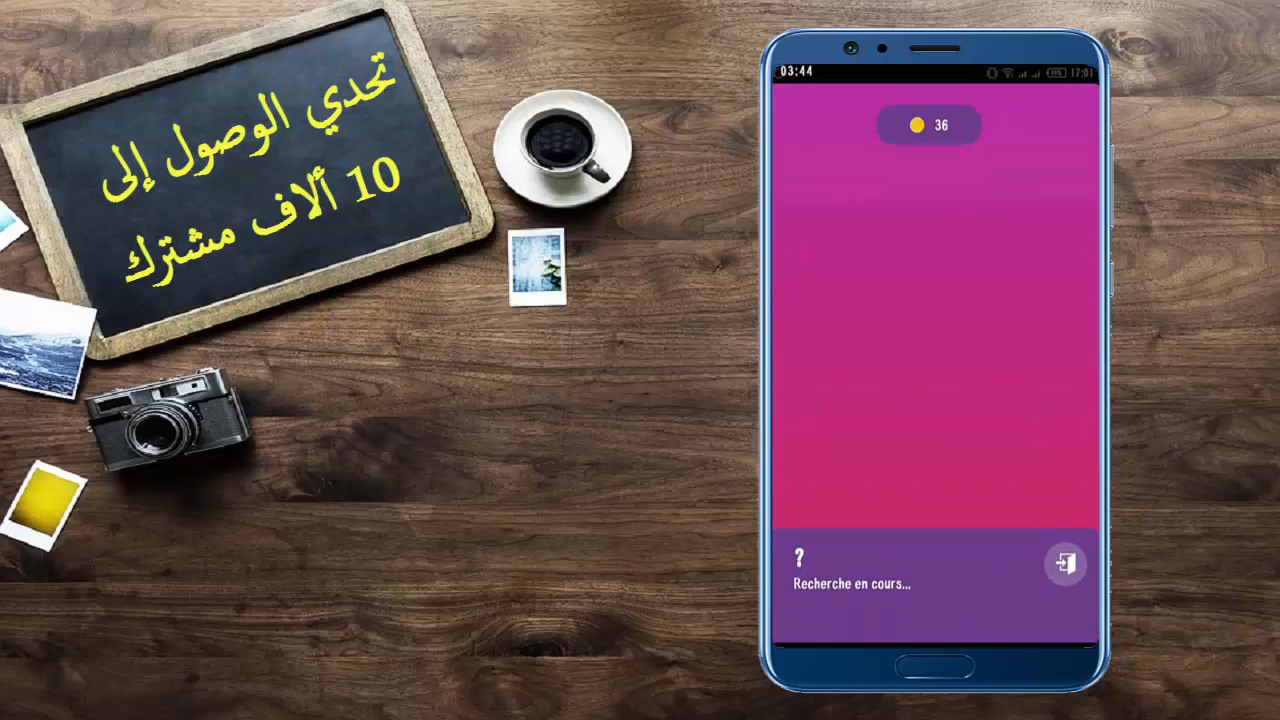 تحدي الوصول إلى
10 ألاف مشترك
03:44
17:01
36
?
Recherche en cours...